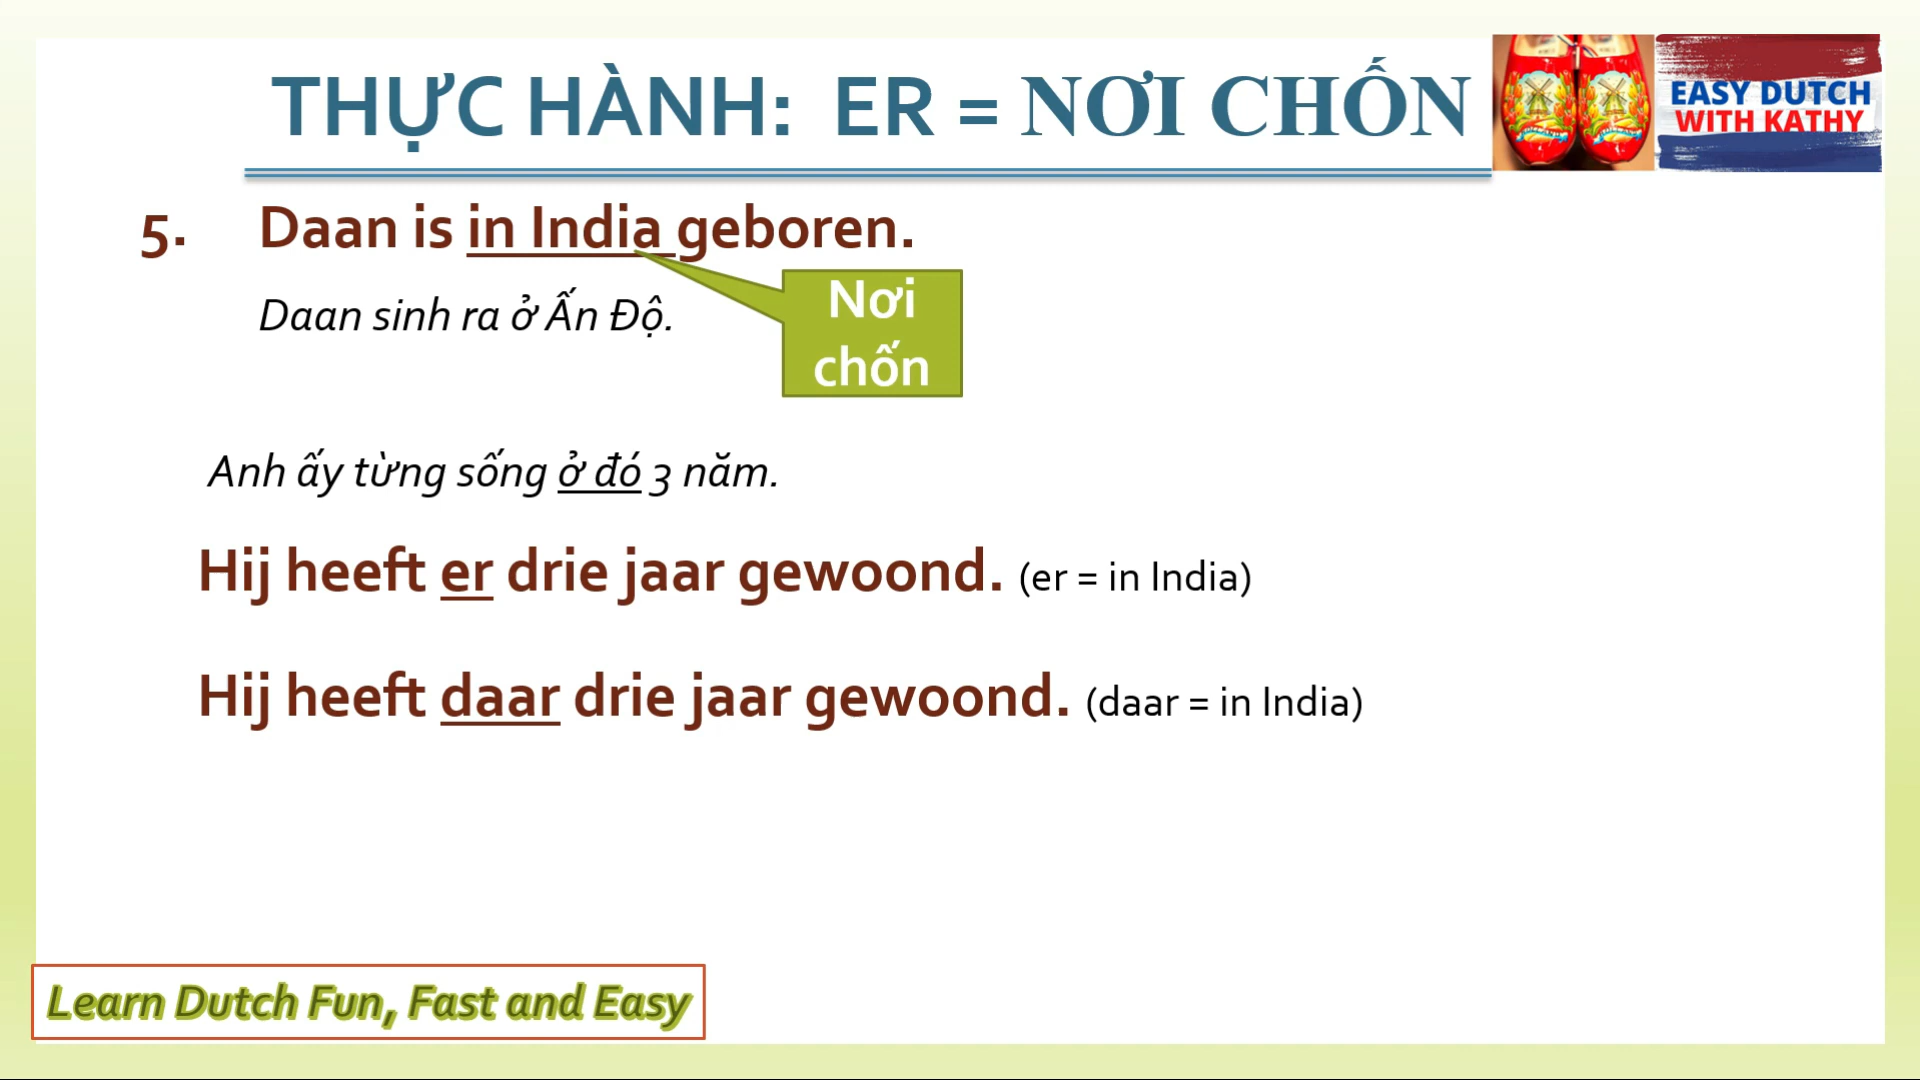 THỰC HÀNH: ER = NƠI CHỐN
EASY DUTCH
WITH KATHY
5. Daan is in India geboren.
Nơi
chốn
Daan sinh ra ở Ấn Độ.
Anh ấy từng sống ở đó 3 năm.
Hij heeft er drie jaar gewoond. (er = in India)
Hij heeft daar drie jaar gewoond. (daar = in India)
Learn Dutch Fun, Fast and Easy